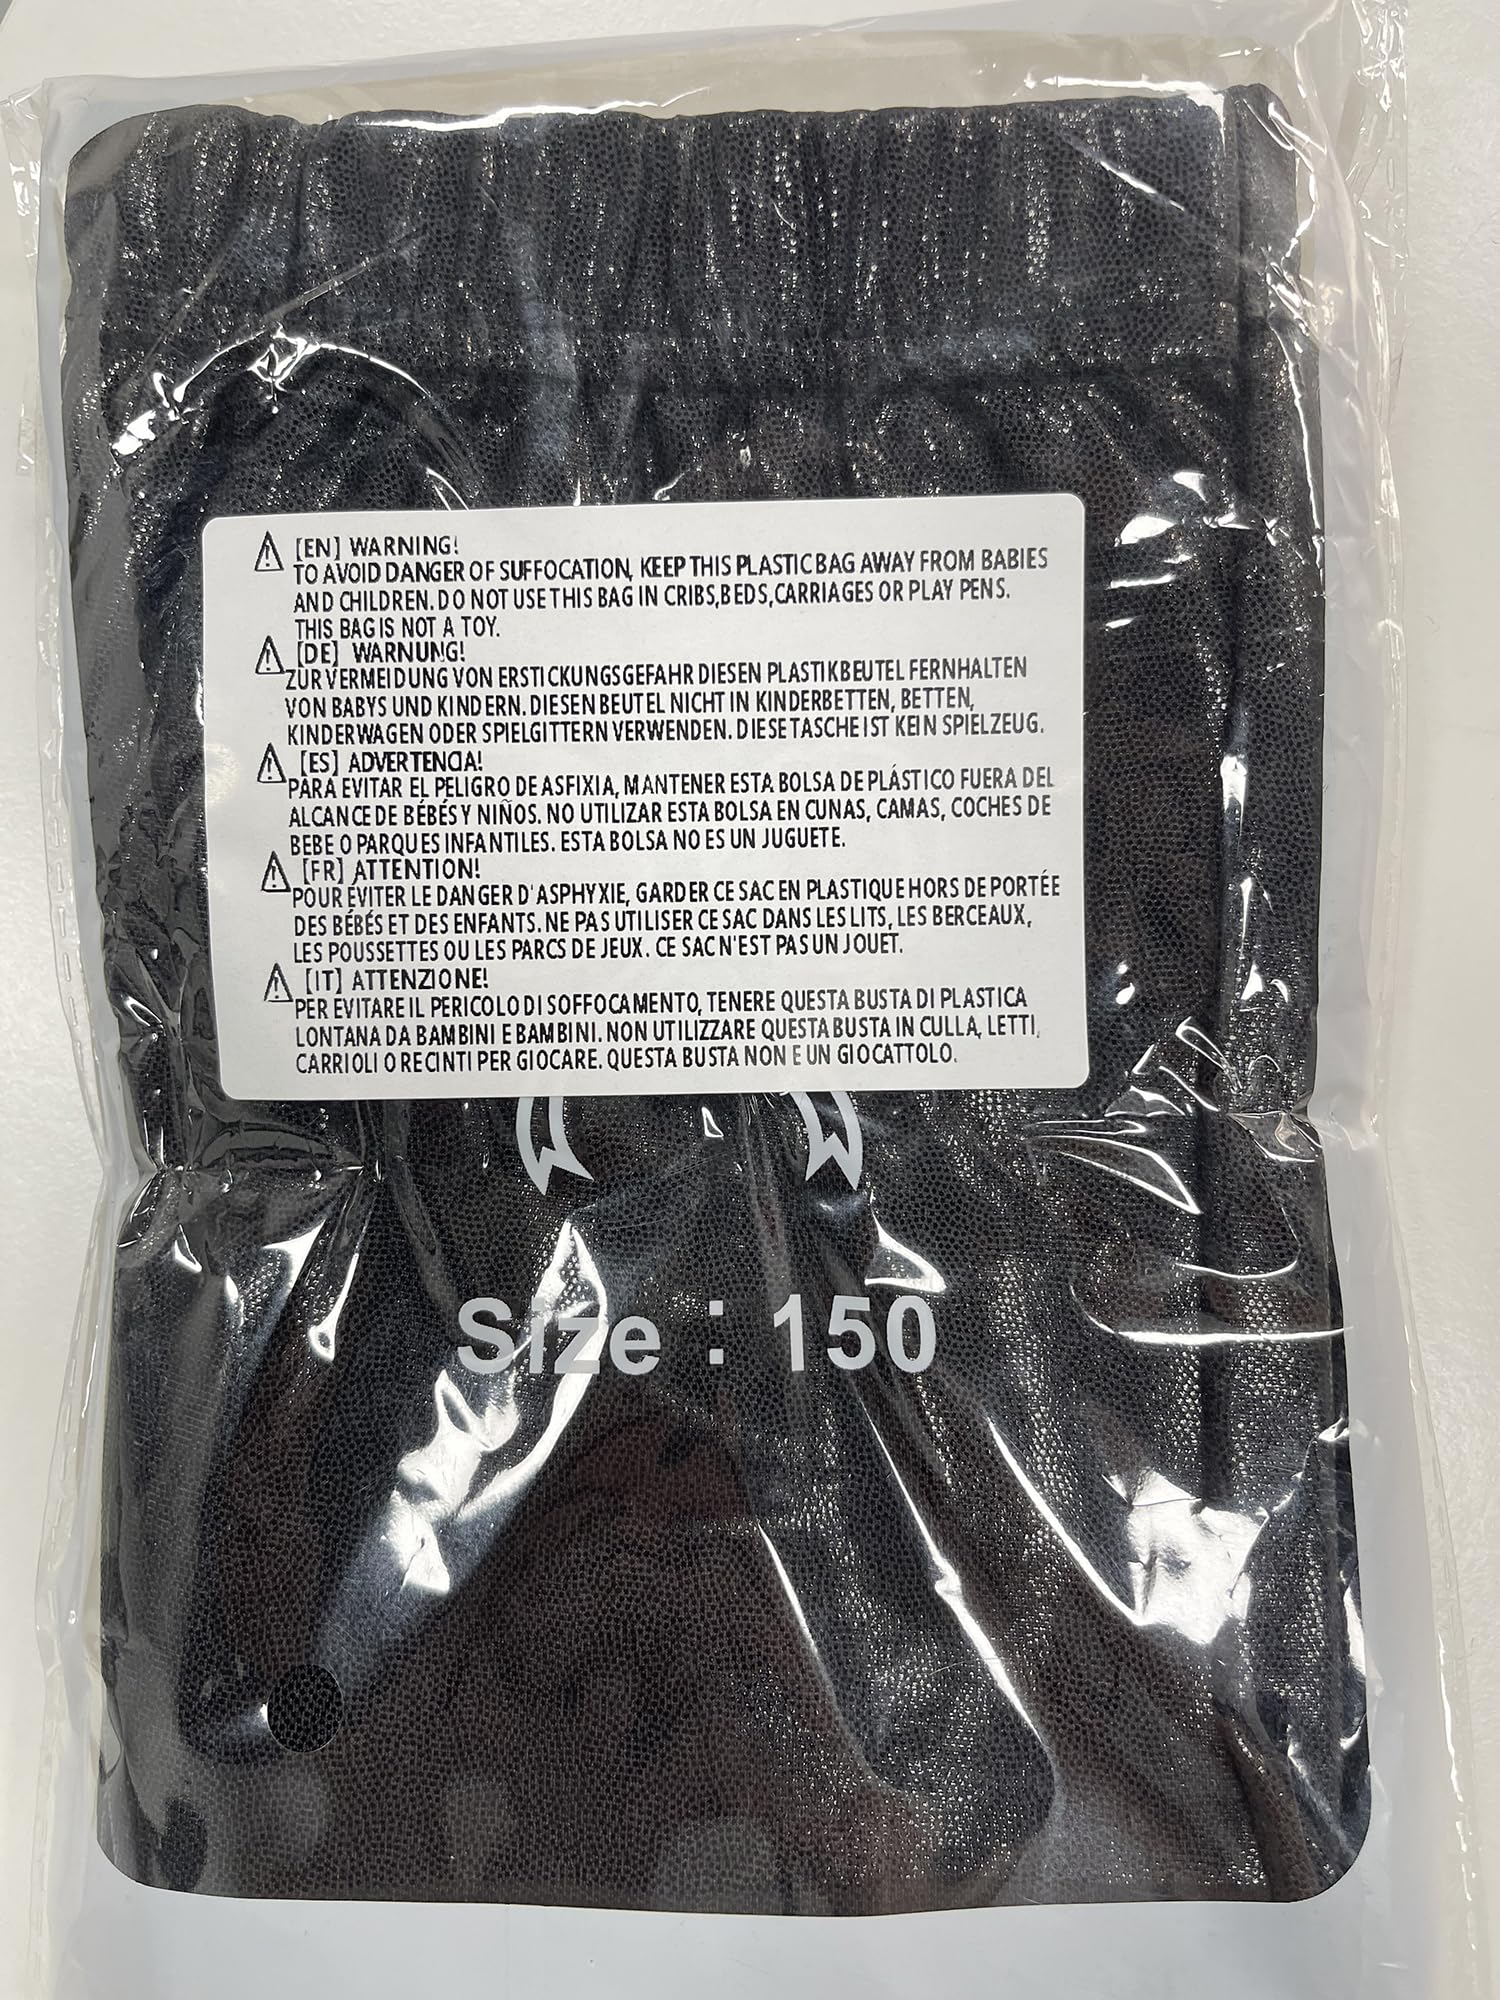 [EN] WARNING!
TO AVOID DANGER OF SUFFOCATION, KEEP THIS PLASTIC BAG AWAY FROM BABIES
AND CHILDREN. DO NOT USE THIS BAG IN CRIBS,BEDS,CARRIAGES OR PLAY PENS.
THIS BAG IS NOT A TOY.
[DE] WARNUNG!
ZUR VERMEIDUNG VON ERSTICKUNGSGEFAHR DIESEN PLASTIKBEUTEL FERNHALTEN
VON BABYS UND KINDERN. DIESEN BEUTEL NICHT IN KINDERBETTEN, BETTEN,
KINDERWAGEN ODER SPIELGITTERN VERWENDEN. DIESE TASCHE IST KEIN SPIELZEUG.
[ES] ADVERTENCIA!
PARA EVITAR EL PELIGRO DE ASFIXIA, MANTENER ESTA BOLSA DE PLÁSTICO FUERA DEL
ALCANCE DE BÉBÉS Y NIÑOS. NO UTILIZAR ESTA BOLSA EN CUNAS, CAMAS, COCHES DE
BEBE O PARQUES INFANTILES. ESTA BOLSA NO ES UN JUGUETE.
[FR] ATTENTION!
POUR ÉVITER LE DANGER D'ASPHYXIE, GARDER CE SAC EN PLASTIQUE HORS DE PORTÉE
DES BÉBÉS ET DES ENFANTS. NE PAS UTILISER CE SAC DANS LES LITS, LES BERCEAUX,
LES POUSSETTES OU LES PARCS DE JEUX. CE SAC N'EST PAS UN JOUET.
[IT] ATTENZIONE!
PER EVITARE IL PERICOLO DI SOFFOCAMENTO, TENERE QUESTA BUSTA DI PLASTICA
LONTANA DA BAMBINI E BAMBINI. NON UTILIZZARE QUESTA BUSTA IN CULLA, LETTI,
CARRIOLI O RECINTI PER GIOCARE. QUESTA BUSTA NON E UN GIOCATTOLO.
Size : 150